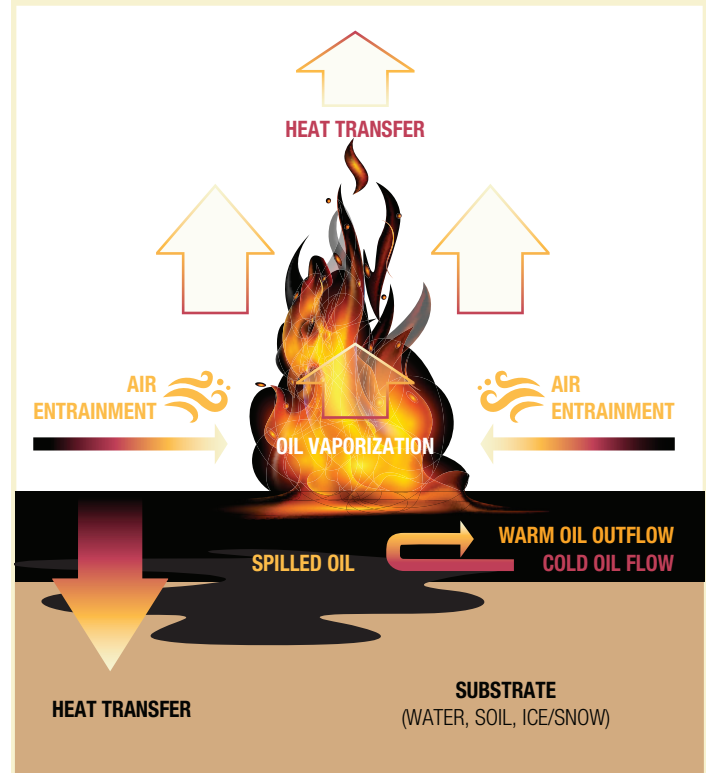 HEAT TRANSFER
AIR
ENTRAINMENT
AIR
ENTRAINMENT
OIL VAPORIZATION
WARM OIL OUTFLOW
SPILLED OIL
COLD OIL FLOW
HEAT TRANSFER
SUBSTRATE
(WATER, SOIL, ICE/SNOW)